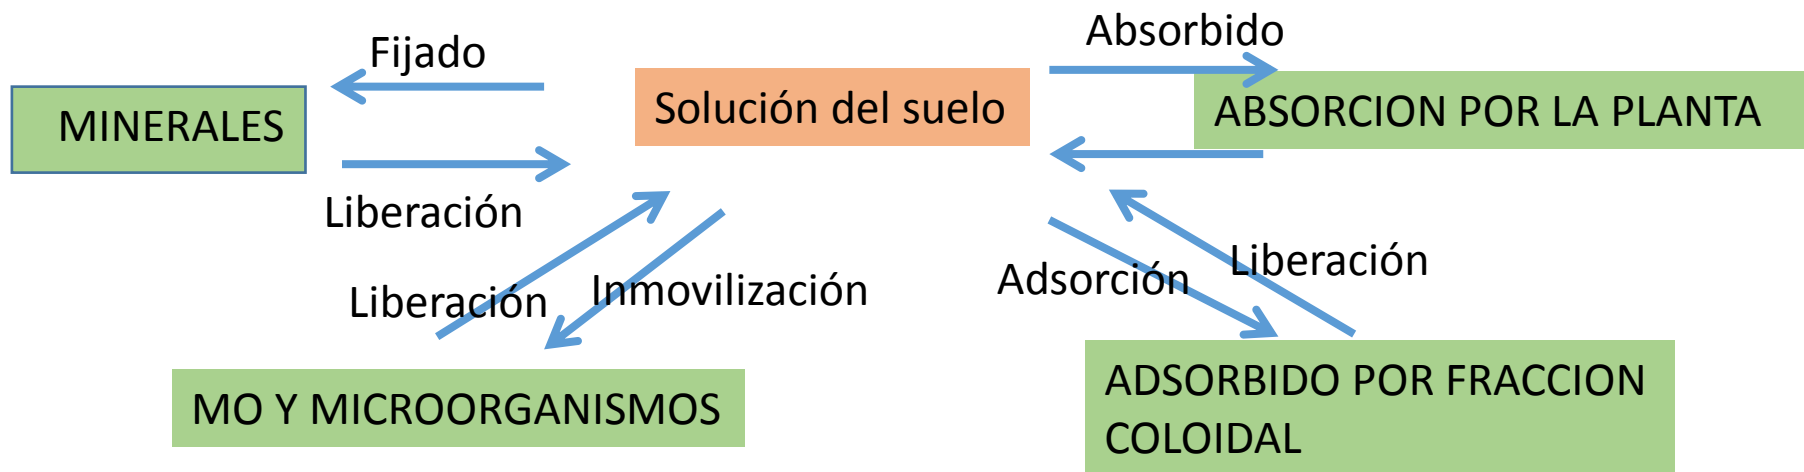 Absorbido
Fijado
Solución del suelo
MINERALES
ABSORCION POR LA PLANTA
Liberación
Liberación
Inmovilización
Adsorción
Liberación
MO Y MICROORGANISMOS
ADSORBIDO POR FRACCION
COLOIDAL